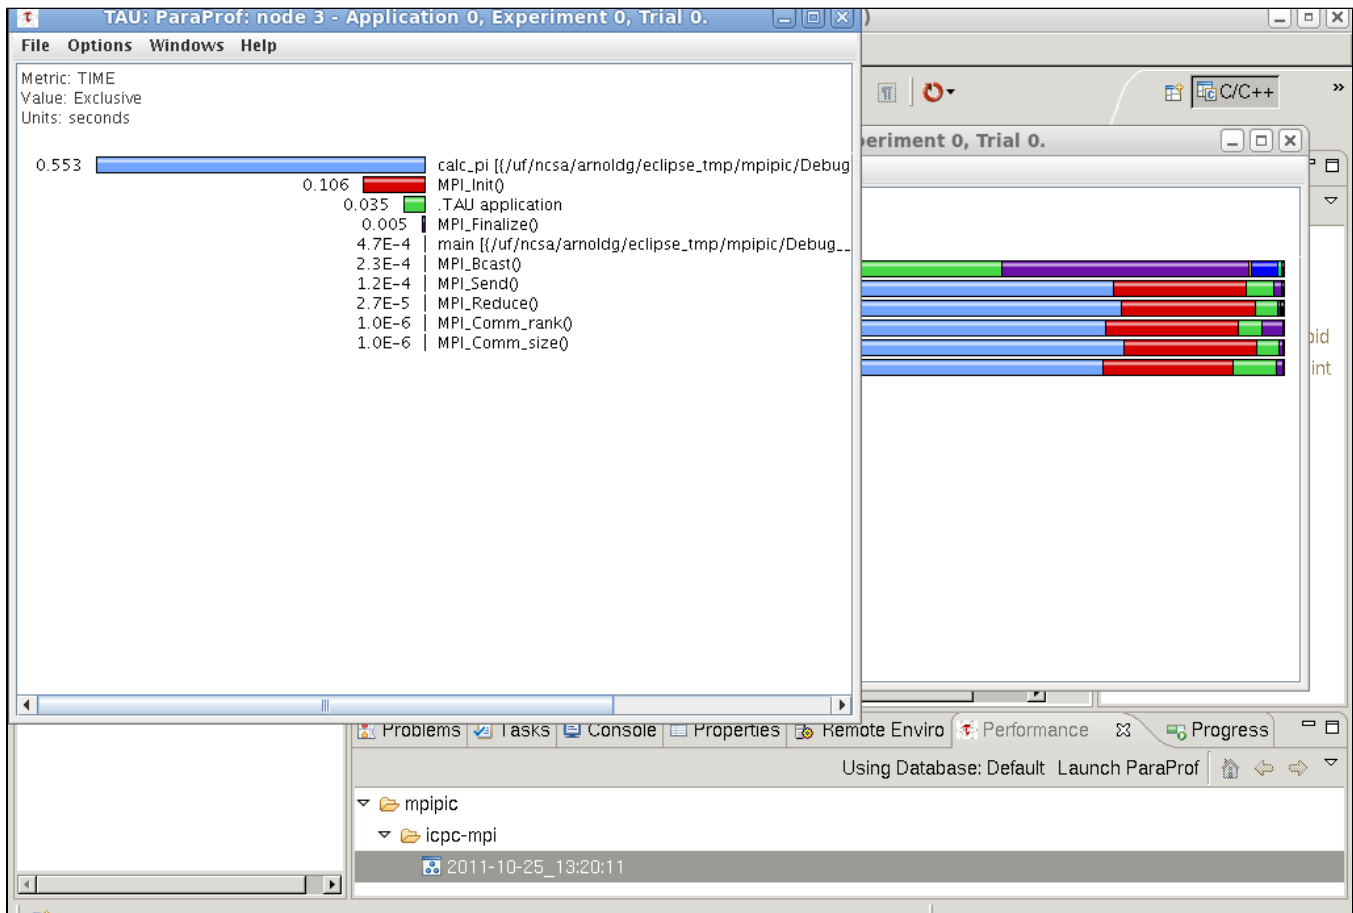 TAU: ParaProf: node 3 - Application 0, Experiment 0, Trial 0.
)
File Options Windows Help
Metric: TIME
Value: Exclusive
Units: seconds
C/C++
»
eriment 0, Trial 0.
0.553 calc_pi [{/uf/ncsa/arnoldg/eclipse_tmp/mpipic/Debug
0.106 MPI_Init()
0.035 .TAU application
0.005 MPI_Finalize()
4.7E-4 main [{/uf/ncsa/arnoldg/eclipse_tmp/mpipic/Debug__
2.3E-4 MPI_Bcast()
1.2E-4 MPI_Send()
2.7E-5 MPI_Reduce()
1.0E-6 MPI_Comm_rank()
1.0E-6 MPI_Comm_size()
oid
int
Problems Tasks Console Properties Remote Enviro Performance Progress
Using Database: Default Launch ParaProf
mpipic
icpc-mpi
2011-10-25_13:20:11